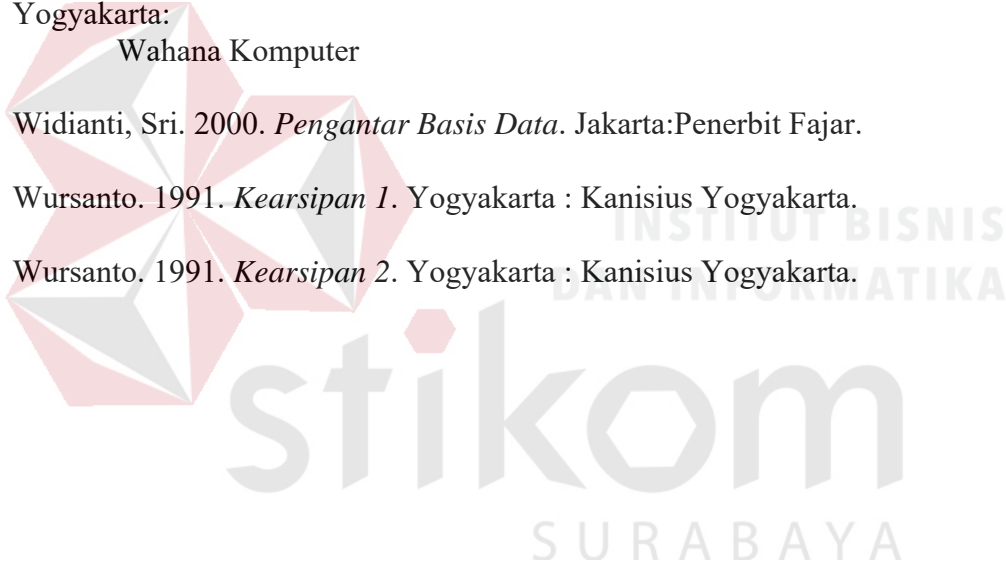 Yogyakarta:
Wahana Komputer
Widianti, Sri. 2000. Pengantar Basis Data. Jakarta:Penerbit Fajar.
Wursanto. 1991. Kearsipan 1. Yogyakarta : Kanisius Yogyakarta.
Wursanto. 1991. Kearsipan 2. Yogyakarta : Kanisius Yogyakarta.
INSTITUT BISNIS
DAN INFORMATIKA
stikom
SURABAYA